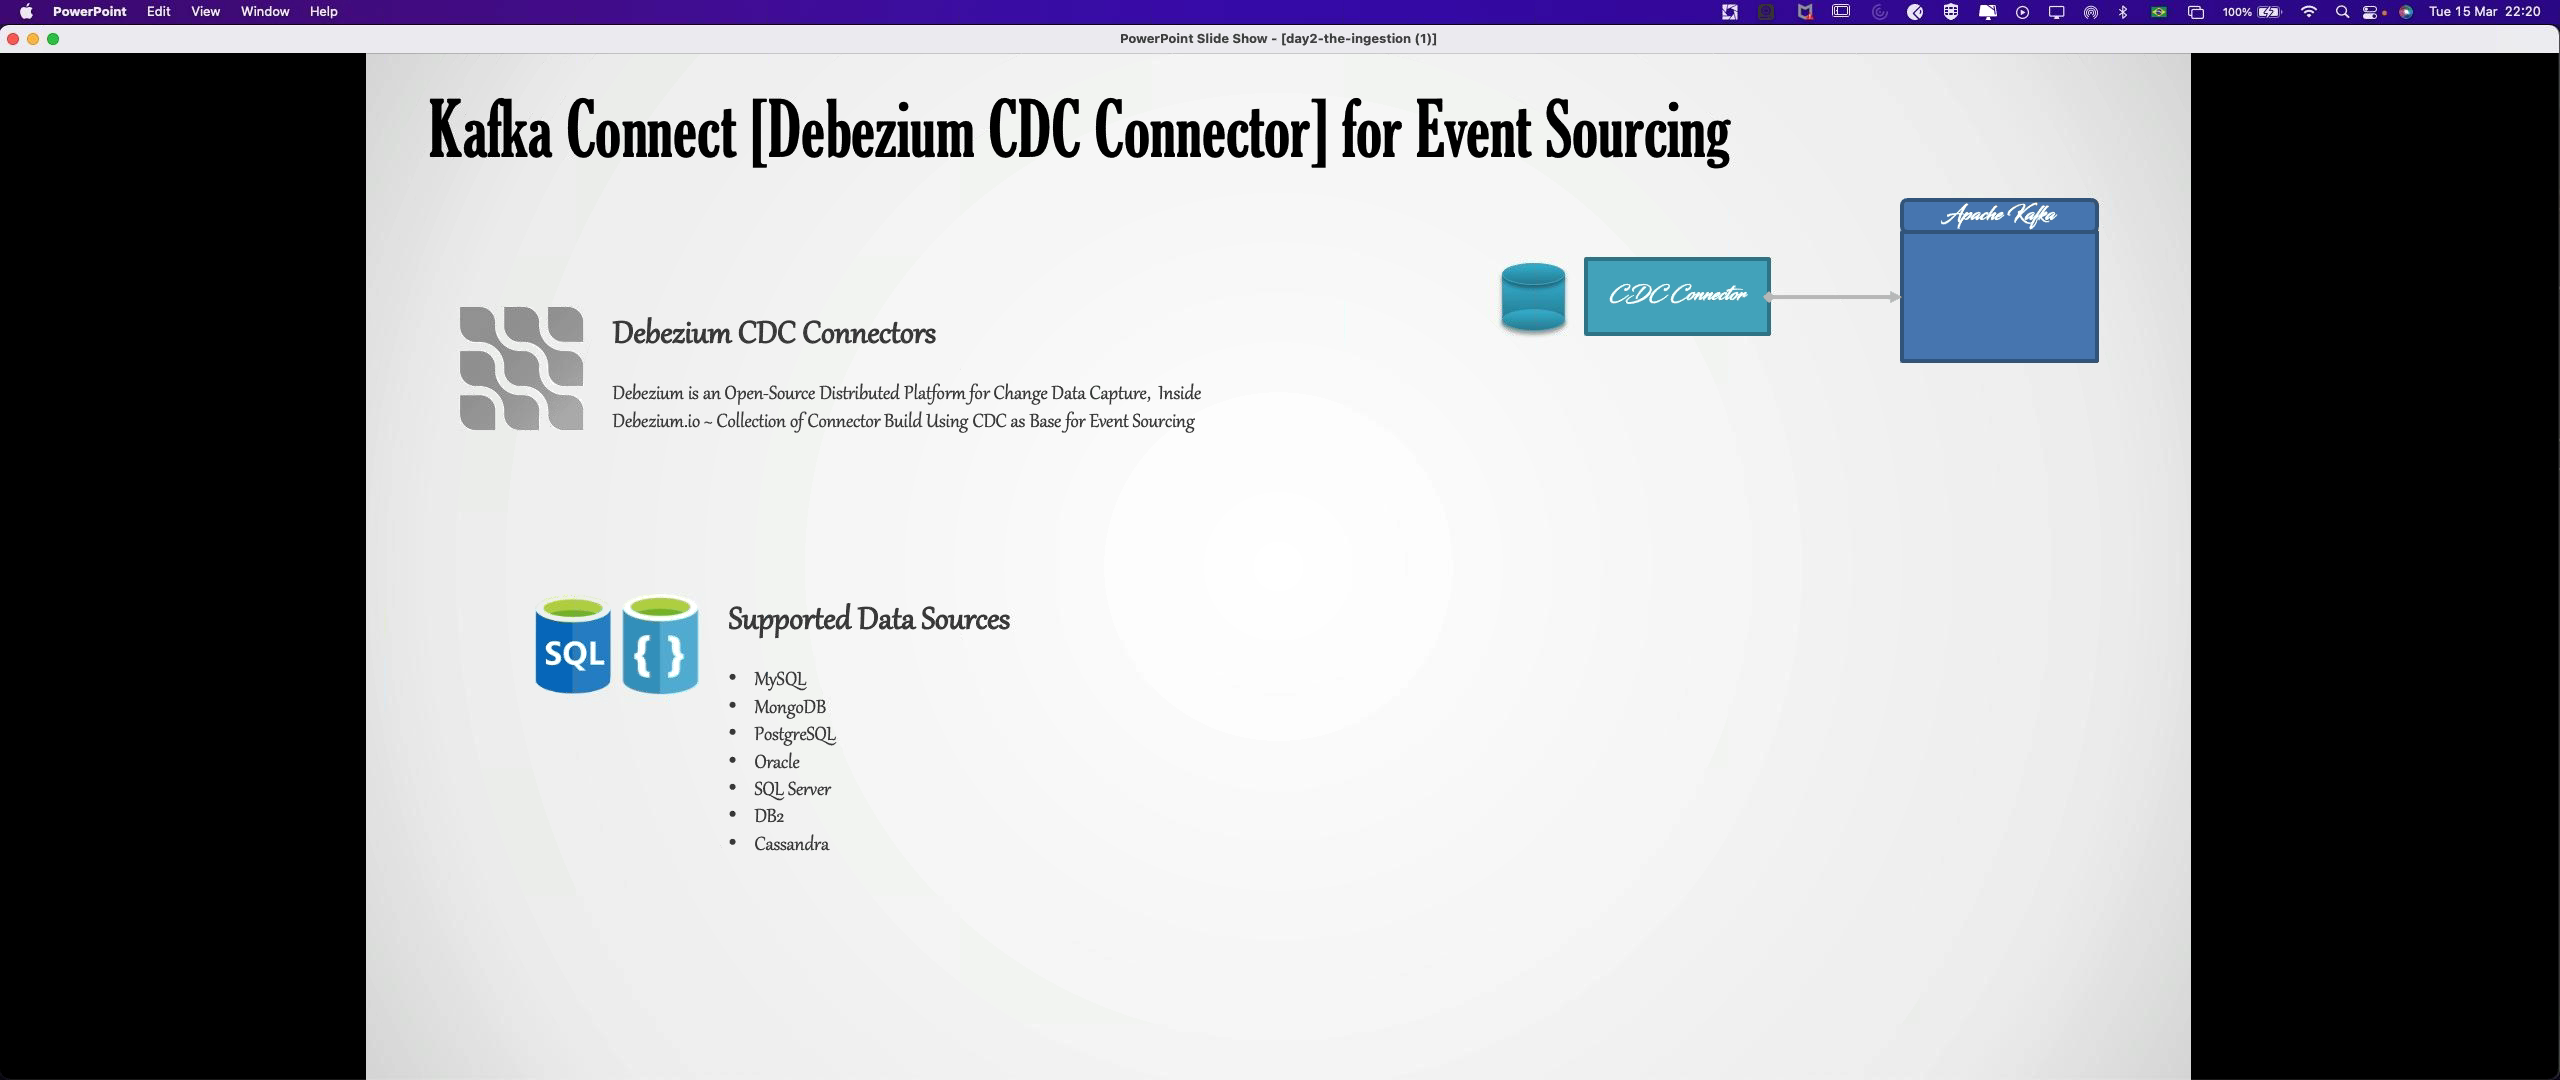 PowerPoint Edit View Window Help
100% Tue 15 Mar 22:20
PowerPoint Slide Show - [day2-the-ingestion (1)]
Kafka Connect [Debezium CDC Connector] for Event Sourcing
Apache Kafka
CDC Connector
Debezium CDC Connectors
Debezium is an Open-Source Distributed Platform for Change Data Capture, Inside
Debezium.io ~ Collection of Connector Build Using CDC as Base for Event Sourcing
SQL { }
Supported Data Sources
• MySQL
• MongoDB
• PostgreSQL
• Oracle
• SQL Server
• DB2
• Cassandra